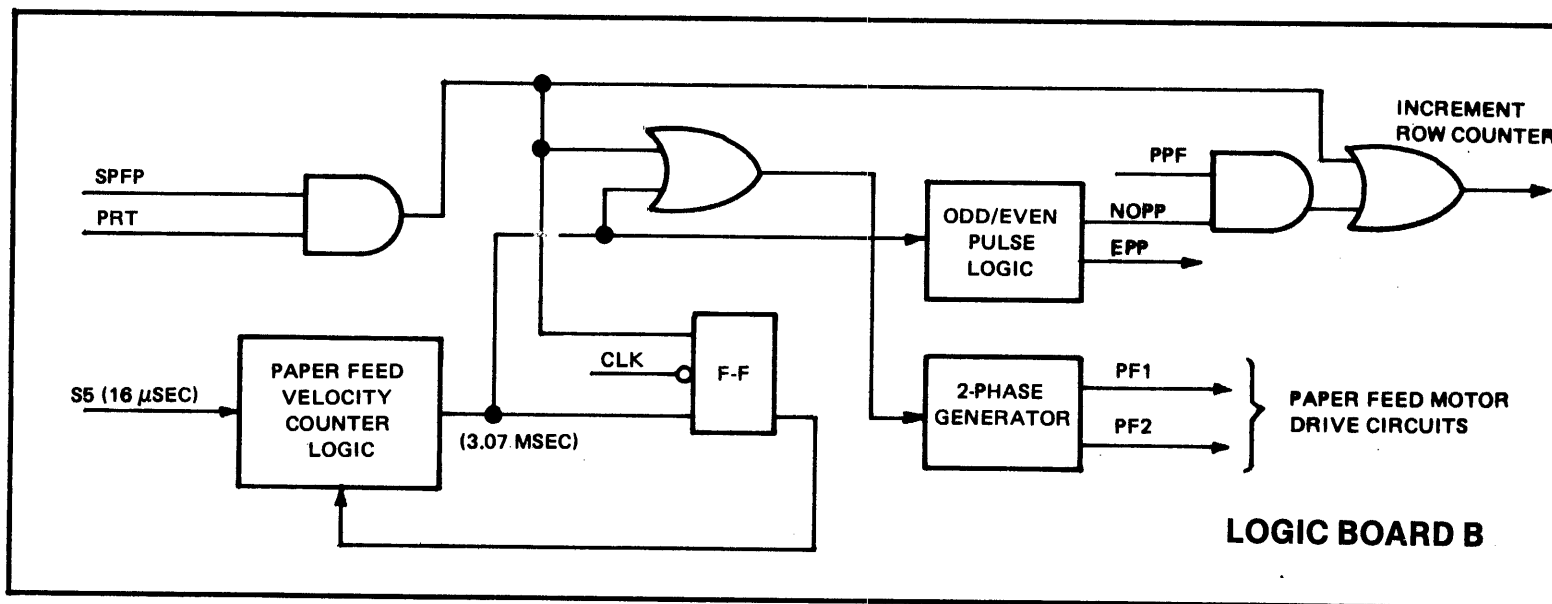 INCREMENT
ROW COUNTER
SPFP
PRT
PPF
NOPP
EPP
ODD/EVEN
PULSE
LOGIC
S5 (16 μSEC)
PAPER FEED
VELOCITY
COUNTER
LOGIC
(3.07 MSEC)
CLK
F-F
2-PHASE
GENERATOR
PF1
PF2
PAPER FEED MOTOR
DRIVE CIRCUITS
LOGIC BOARD B